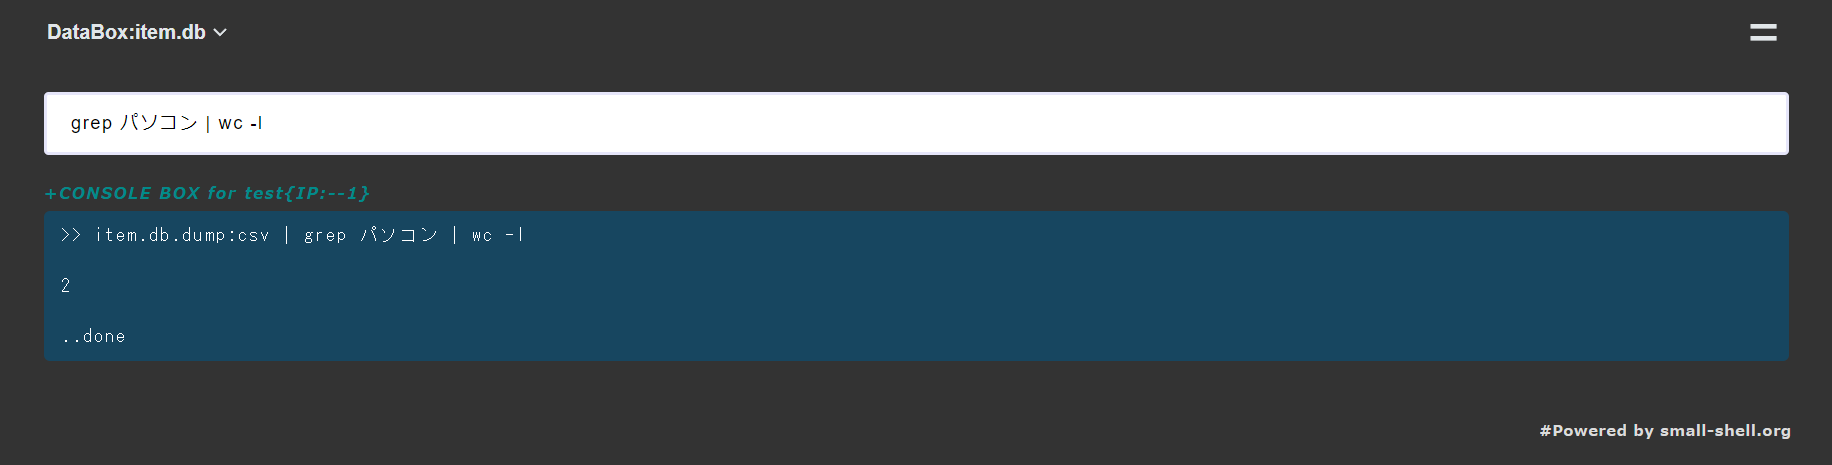 DataBox:item.db
grep パソコン | wc -l
+CONSOLE BOX for test{IP:--1}
>> item.db.dump:csv | grep パソコン | wc -l
2
..done
#Powered by small-shell.org